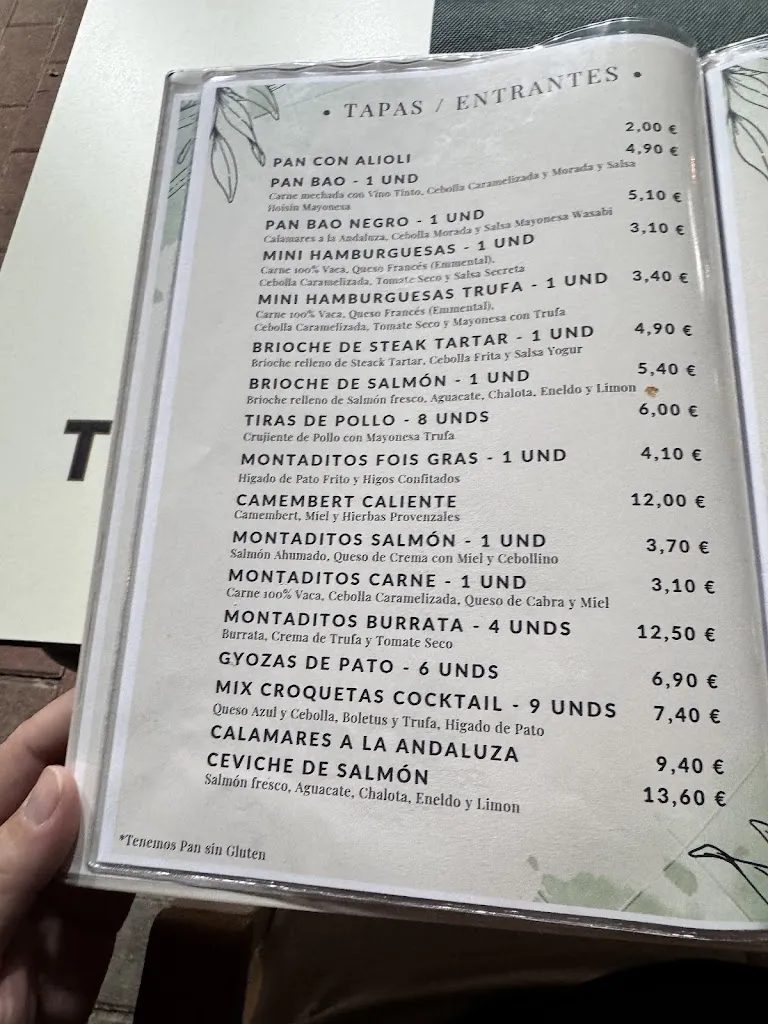 • TAPAS / ENTRANTES •
PAN CON ALIOLI 2,00 €
PAN BAO - 1 UND 4,90 €
Carne mechada con Vino Tinto, Cebolla Caramelizada y Morada y Salsa
Hoisin Mayonesa
PAN BAO NEGRO - 1 UND 5,10 €
Calamares a la Andaluza, Cebolla Morada y Salsa Mayonesa Wasabi
MINI HAMBURGUESAS - 1 UND 3,10 €
Carne 100% Vaca, Queso Francés (Emmental),
Cebolla Caramelizada, Tomate Seco y Salsa Secreta
MINI HAMBURGUESAS TRUFA - 1 UND 3,40 €
Carne 100% Vaca, Queso Francés (Emmental),
Cebolla Caramelizada, Tomate Seco y Mayonesa con Trufa
BRIOCHE DE STEAK TARTAR - 1 UND 4,90 €
Brioche relleno de Steack Tartar, Cebolla Frita y Salsa Yogur
BRIOCHE DE SALMÓN - 1 UND 5,40 €
Brioche relleno de Salmón fresco, Aguacate, Chalota, Eneldo y Limon
TIRAS DE POLLO - 8 UNDS 6,00 €
Crujiente de Pollo con Mayonesa Trufa
MONTADITOS FOIS GRAS - 1 UND 4,10 €
Higado de Pato Frito y Higos Confitados
CAMEMBERT CALIENTE 12,00 €
Camembert, Miel y Hierbas Provenzales
MONTADITOS SALMÓN - 1 UND 3,70 €
Salmón Ahumado, Queso de Crema con Miel y Cebollino
MONTADITOS CARNE - 1 UND 3,10 €
Carne 100% Vaca, Cebolla Caramelizada, Queso de Cabra y Miel
MONTADITOS BURRATA - 4 UNDS 12,50 €
Burrata, Crema de Trufa y Tomate Seco
GYOZAS DE PATO - 6 UNDS 6,90 €
MIX CROQUETAS COCKTAIL - 9 UNDS 7,40 €
Queso Azul y Cebolla, Boletus y Trufa, Higado de Pato
CALAMARES A LA ANDALUZA 9,40 €
CEVICHE DE SALMÓN 13,60 €
Salmón fresco, Aguacate, Chalota, Eneldo y Limon
*Tenemos Pan sin Gluten
T